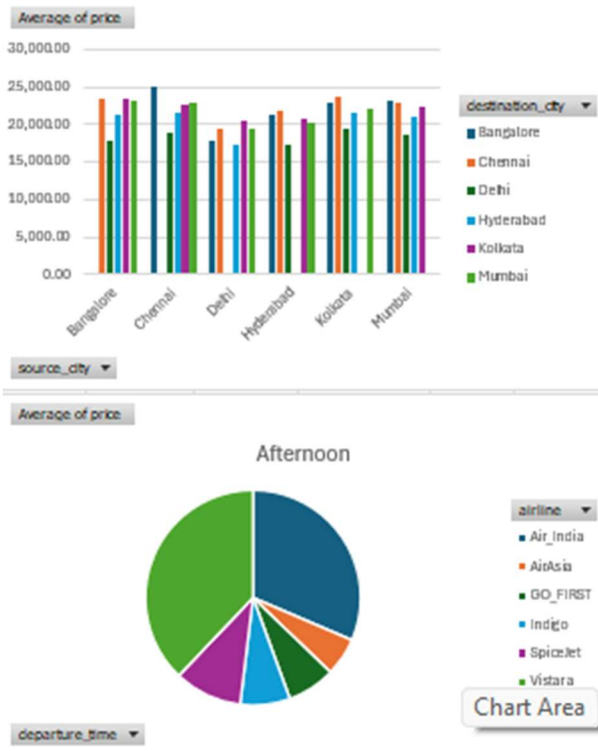 Average of price
30,000.00
25,000.00
20,000.00
15,000.00
10,000.00
5,000.00
0.00
Bangalore
Chennai
Delhi
Hyderabad
Kolkata
Mumbai
destination_city
Bangalore
Chennai
Delhi
Hyderabad
Kolkata
Mumbai
source_city
Average of price
Afternoon
airline
Air_India
AirAsia
GO_FIRST
Indigo
SpiceJet
Vistara
Chart Area
departure_time